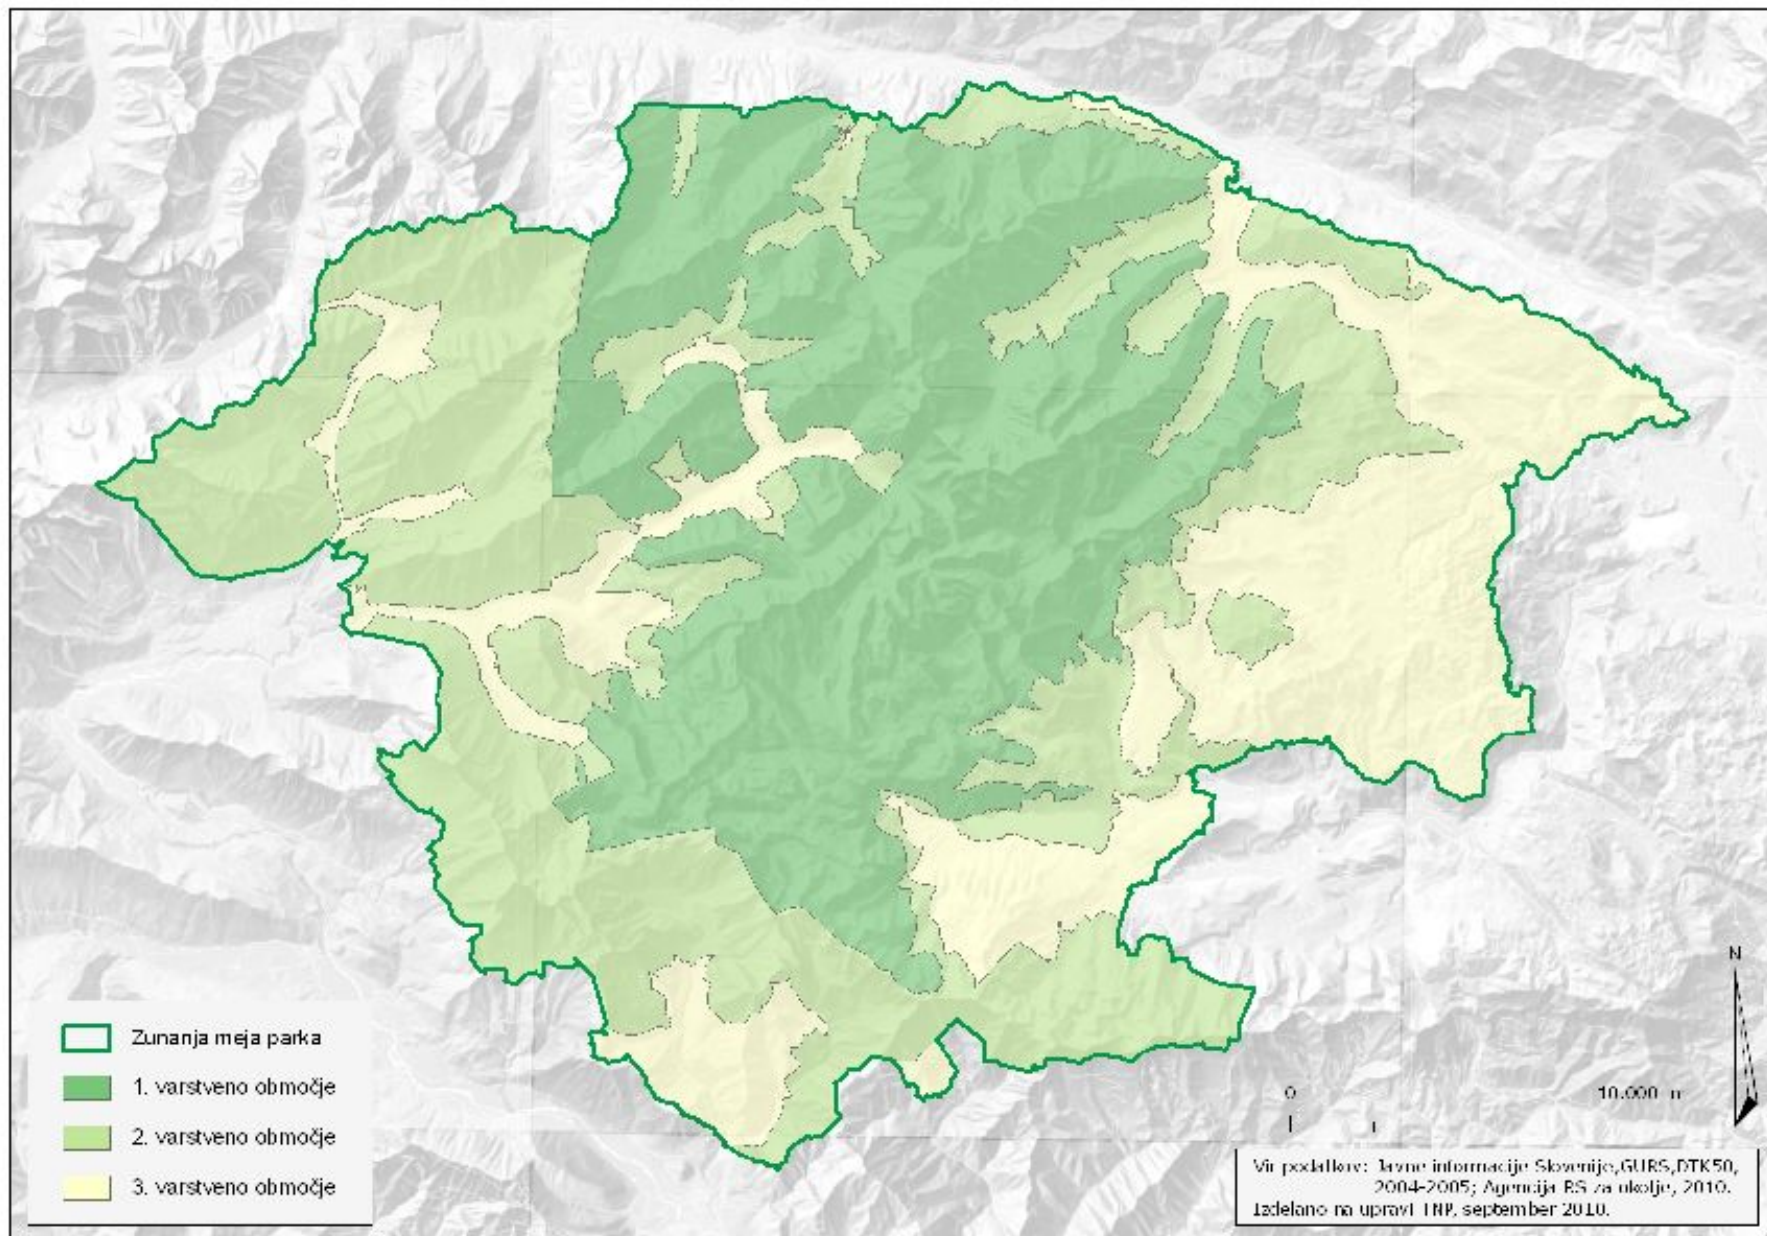 Zunanja meja parka
1. varstveno območje
2. varstveno območje
3. varstveno območje
N
0 10.000 m
Vir podatkov: Javne informacije Slovenije,GURS,DTK50,
2004-2005; Agencija RS za okolje, 2010.
Izdelano na upravi TNP, september 2010.